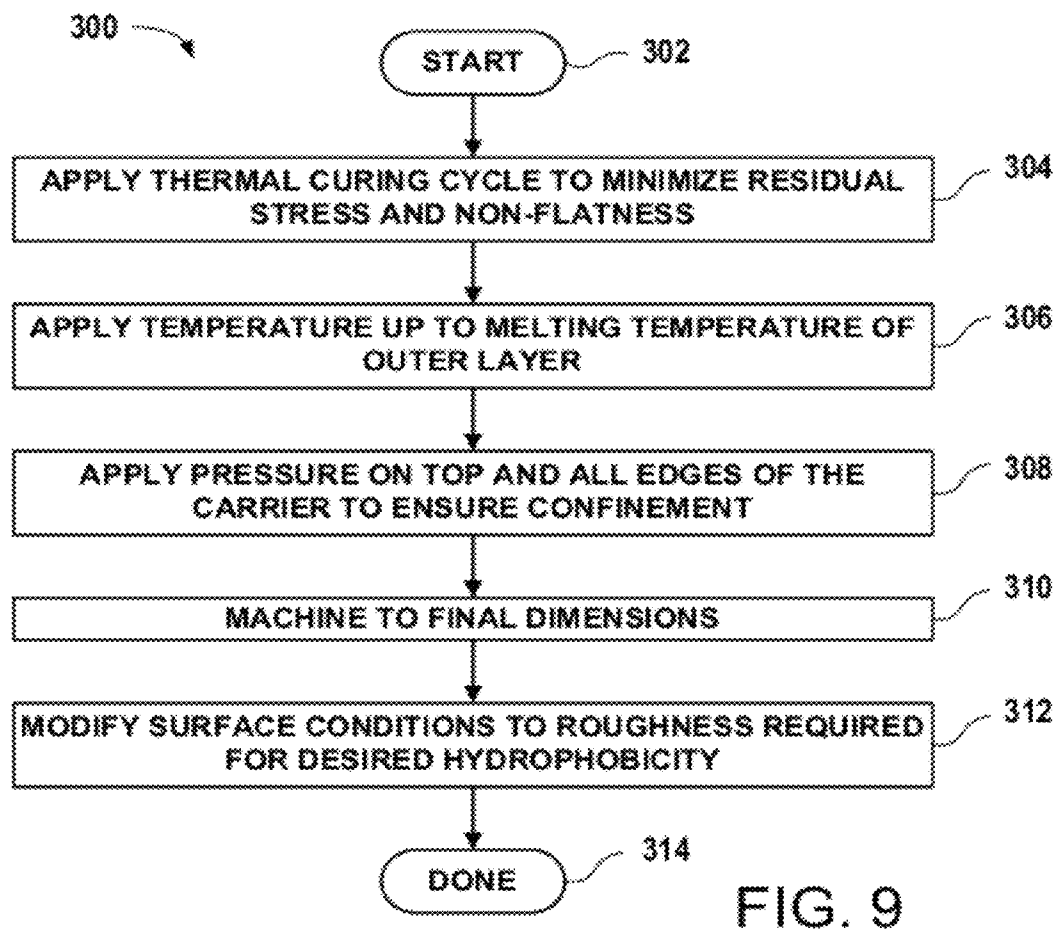 300
START
302
APPLY THERMAL CURING CYCLE TO MINIMIZE RESIDUAL
STRESS AND NON-FLATNESS
304
APPLY TEMPERATURE UP TO MELTING TEMPERATURE OF
OUTER LAYER
306
APPLY PRESSURE ON TOP AND ALL EDGES OF THE
CARRIER TO ENSURE CONFINEMENT
308
MACHINE TO FINAL DIMENSIONS
310
MODIFY SURFACE CONDITIONS TO ROUGHNESS REQUIRED
FOR DESIRED HYDROPHOBICITY
312
DONE
314
FIG. 9